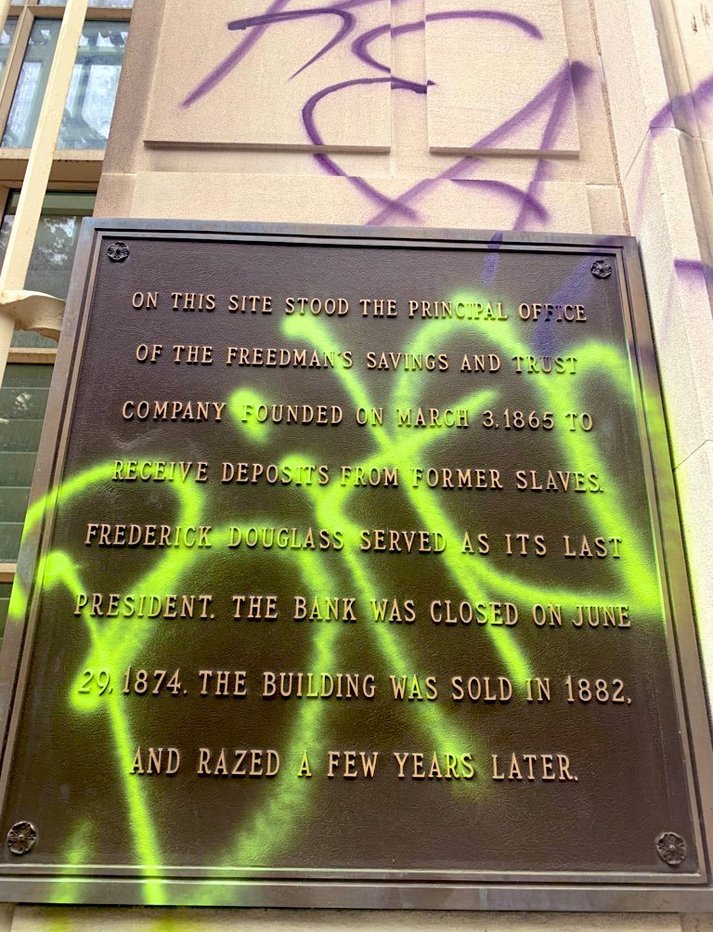 ON THIS SITE STOOD THE PRINCIPAL OFFICE
OF THE FREEDMAN'S SAVINGS AND TRUST
COMPANY FOUNDED ON MARCH 3, 1865 TO
RECEIVE DEPOSITS FROM FORMER SLAVES.
FREDERICK DOUGLASS SERVED AS ITS LAST
PRESIDENT. THE BANK WAS CLOSED ON JUNE
29, 1874. THE BUILDING WAS SOLD IN 1882,
AND RAZED A FEW YEARS LATER.